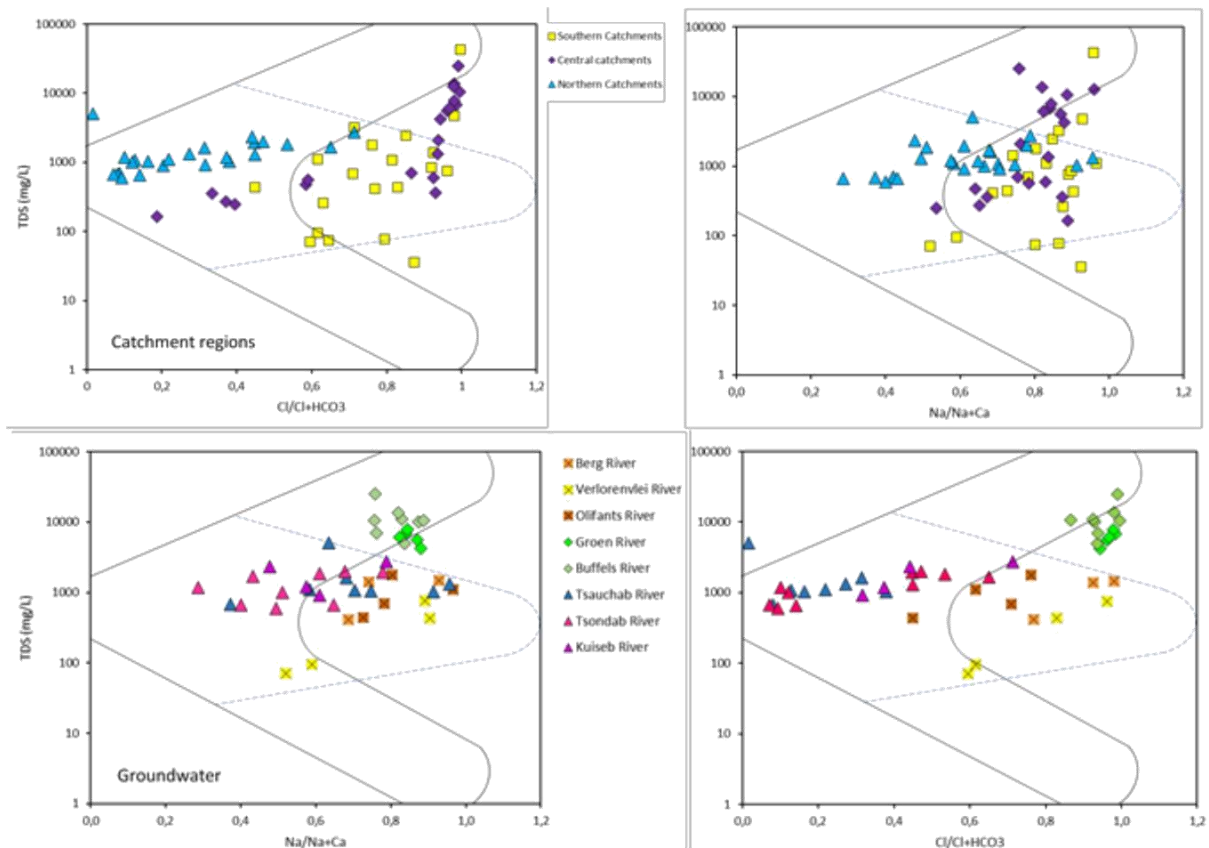 100000
10000
1000
100
10
1
TDS (mg/L)
Catchment regions
0
0,2
0,4
0,6
0,8
1
1,2
Cl/Cl+HCO3
Southern Catchments
Central catchments
Northern Catchments
100000
10000
1000
100
10
1
TDS (mg/L)
0,0
0,2
0,4
0,6
0,8
1,0
1,2
Na/Na+Ca
100000
10000
1000
100
10
1
TDS (mg/L)
Groundwater
0,0
0,2
0,4
0,6
0,8
1,0
1,2
Na/Na+Ca
Berg River
Verlorenvlei River
Olifants River
Groen River
Buffels River
Tsauchab River
Tsondab River
Kuiseb River
100000
10000
1000
100
10
1
TDS (mg/L)
0,0
0,2
0,4
0,6
0,8
1,0
1,2
Cl/Cl+HCO3